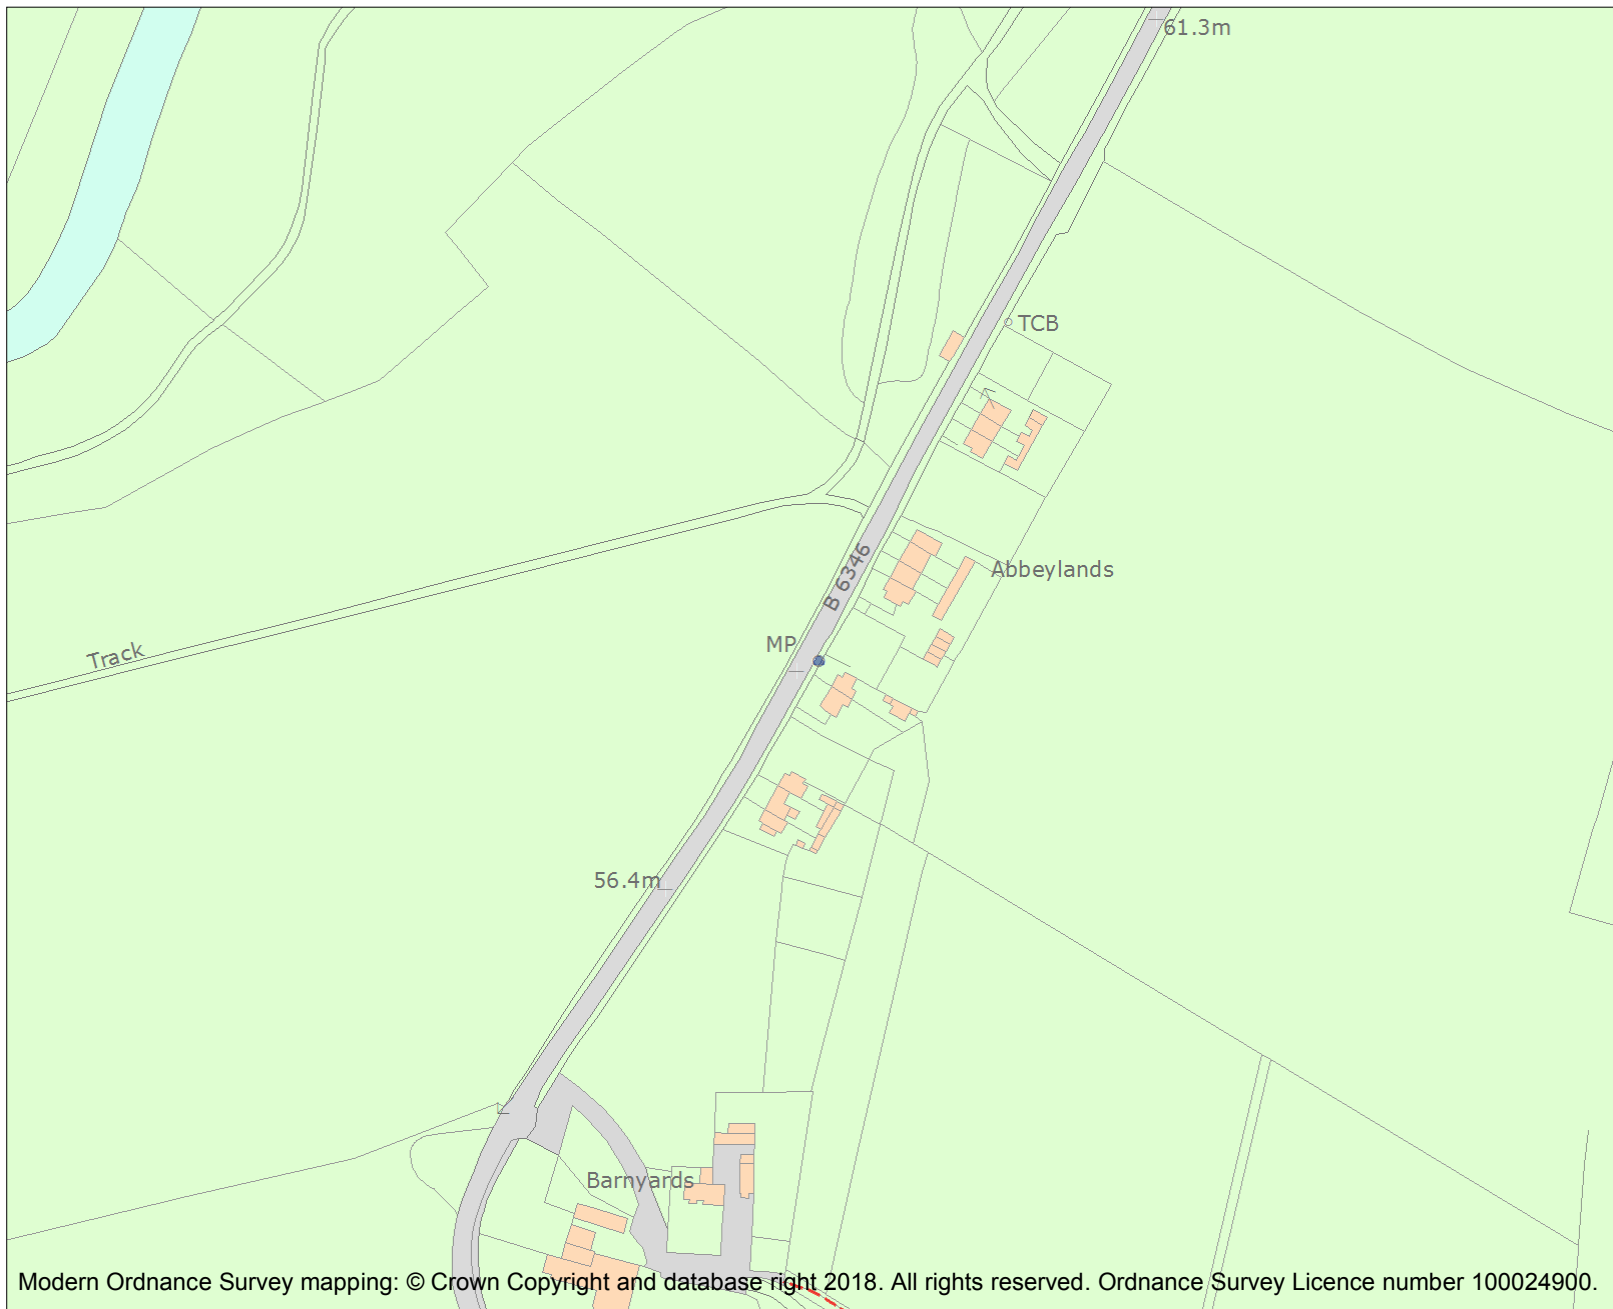 61.3m
TCB
B 6346
Abbeylands
MP
Track
56.4m
Barnyards
Modern Ordnance Survey mapping: © Crown Copyright and database right 2018. All rights reserved. Ordnance Survey Licence number 100024900.